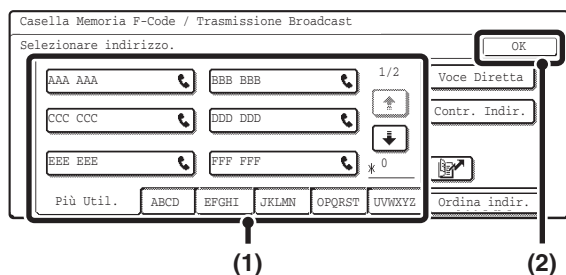 Casella Memoria F-Code / Trasmissione Broadcast
Selezionare indirizzo.
OK
AAA AAA
BBB BBB
1/2
Voce Diretta
CCC CCC
DDD DDD
Contr. Indir.
EEE EEE
FFF FFF
* 0
Più Util.
ABCD
EFGHI
JKLMN
OPQRST
UVWXYZ
Ordina indir.
(1)
(2)